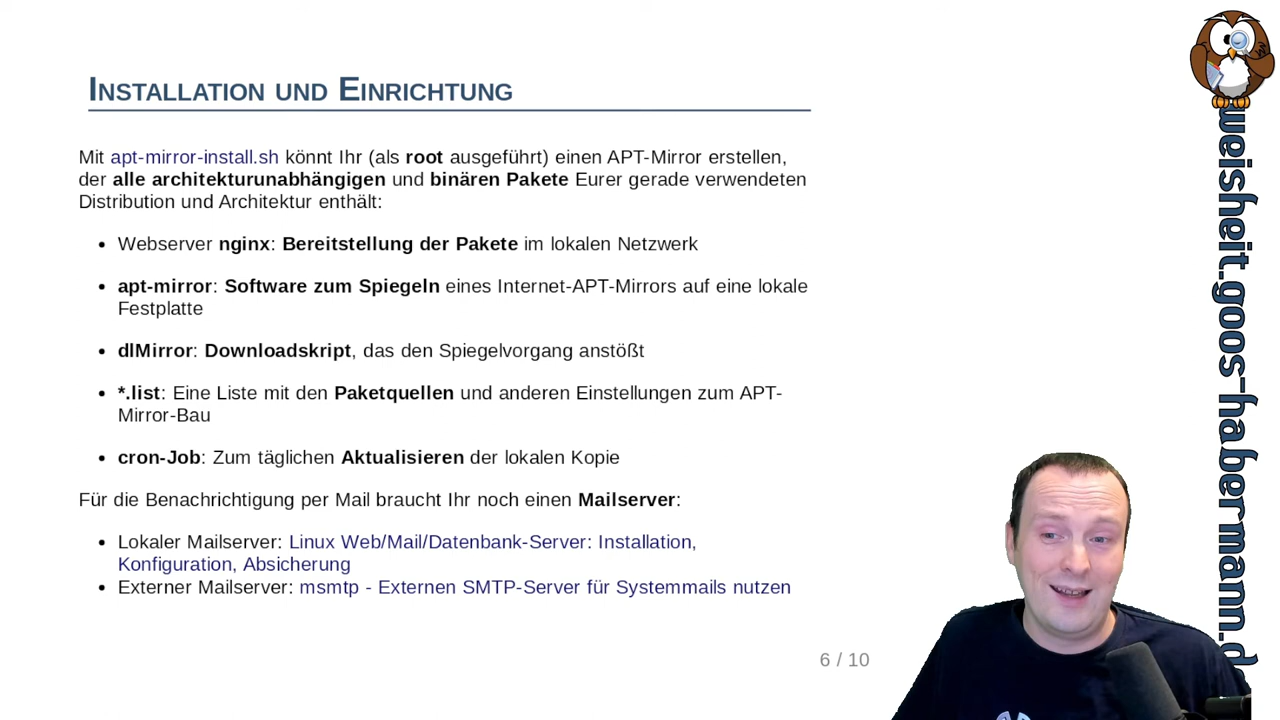 INSTALLATION UND EINRICHTUNG
Mit apt-mirror-install.sh könnt Ihr (als root ausgeführt) einen APT-Mirror erstellen,
der alle architekturunabhängigen und binären Pakete Eurer gerade verwendeten
Distribution und Architektur enthält:
• Webserver nginx: Bereitstellung der Pakete im lokalen Netzwerk
• apt-mirror: Software zum Spiegeln eines Internet-APT-Mirrors auf eine lokale
Festplatte
• dlMirror: Downloadskript, das den Spiegelvorgang anstößt
• *.list: Eine Liste mit den Paketquellen und anderen Einstellungen zum APT-
Mirror-Bau
• cron-Job: Zum täglichen Aktualisieren der lokalen Kopie
Für die Benachrichtigung per Mail braucht Ihr noch einen Mailserver:
• Lokaler Mailserver: Linux Web/Mail/Datenbank-Server: Installation,
Konfiguration, Absicherung
• Externer Mailserver: msmtp - Externen SMTP-Server für Systemmails nutzen
6 / 10
weisheit.goos-habermann.d